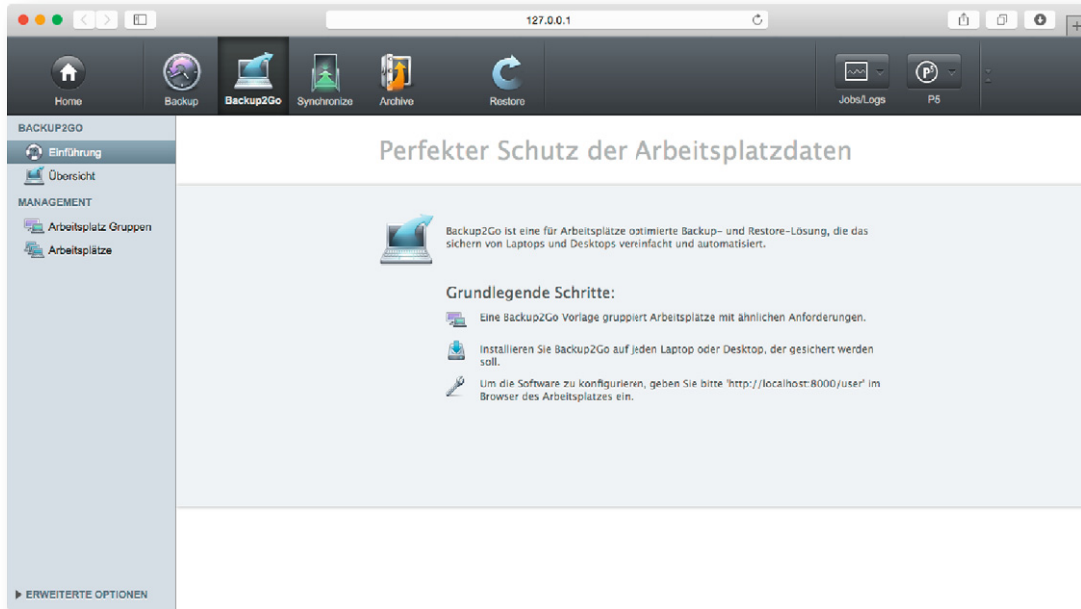 127.0.0.1
Home
Backup
Backup2Go
Synchronize
Archive
Restore
Jobs/Logs
P5
BACKUP2GO
Einführung
Übersicht
MANAGEMENT
Arbeitsplatz Gruppen
Arbeitsplätze
ERWEITERTE OPTIONEN
Perfekter Schutz der Arbeitsplatzdaten
Backup2Go ist eine für Arbeitsplätze optimierte Backup- und Restore-Lösung, die das
sichern von Laptops und Desktops vereinfacht und automatisiert.
Grundlegende Schritte:
Eine Backup2Go Vorlage gruppiert Arbeitsplätze mit ähnlichen Anforderungen.
Installieren Sie Backup2Go auf jeden Laptop oder Desktop, der gesichert werden
soll.
Um die Software zu konfigurieren, geben Sie bitte 'http://localhost:8000/user' im
Browser des Arbeitsplatzes ein.